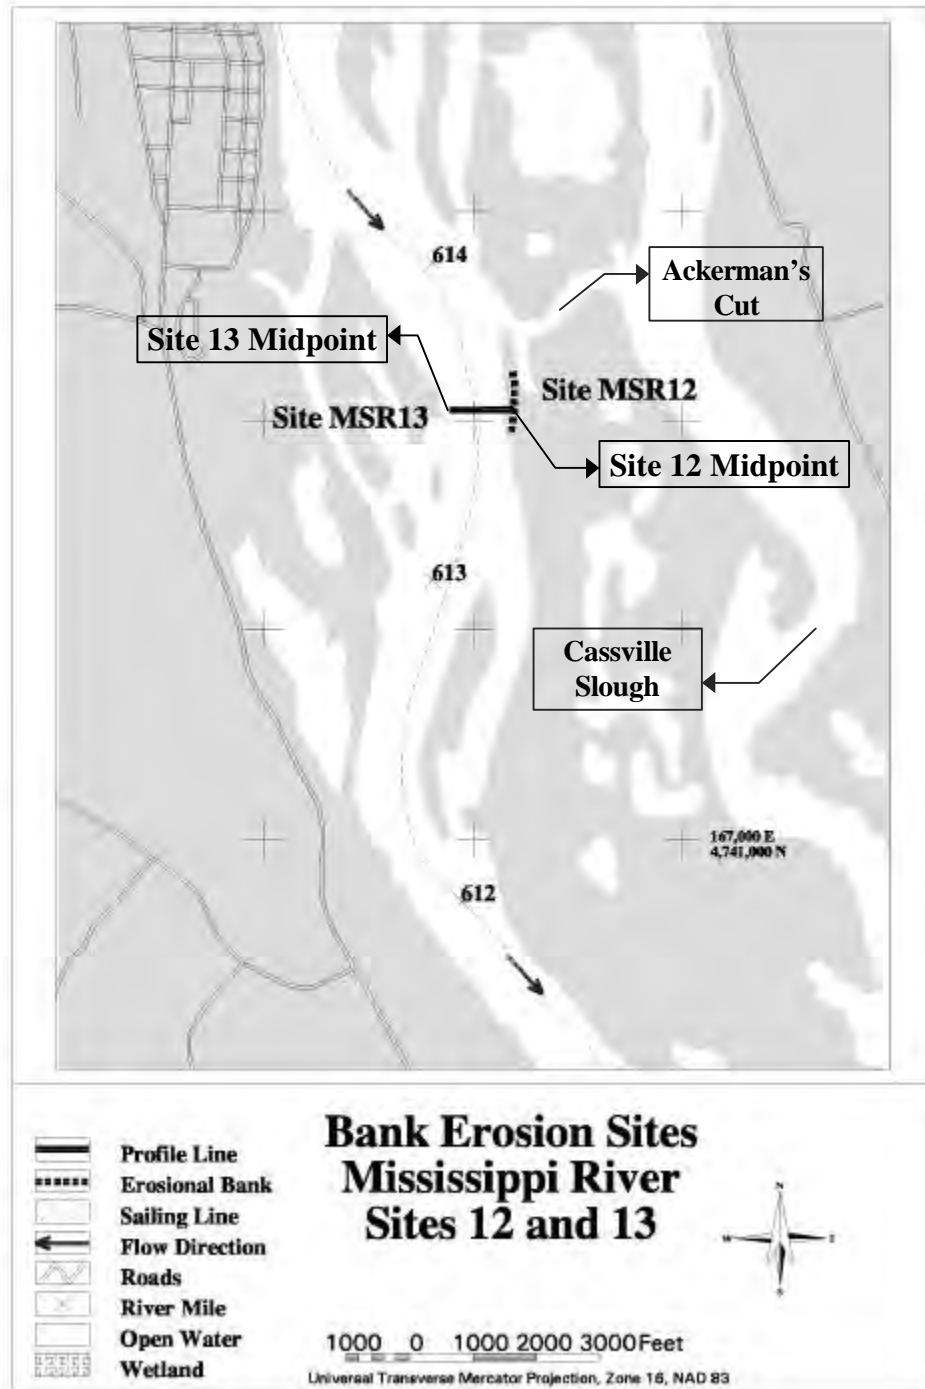 614
Ackerman's
Cut
Site 13 Midpoint
Site MSR12
Site MSR13
Site 12 Midpoint
613
Cassville
Slough
167,000 E
4,741,000 N
612
Bank Erosion Sites
Mississippi River
Sites 12 and 13
Profile Line
Erosional Bank
Sailing Line
Flow Direction
Roads
River Mile
Open Water
Wetland
N
W
E
S
1000 0 1000 2000 3000 Feet
Universal Transverse Mercator Projection, Zone 16, NAD 83